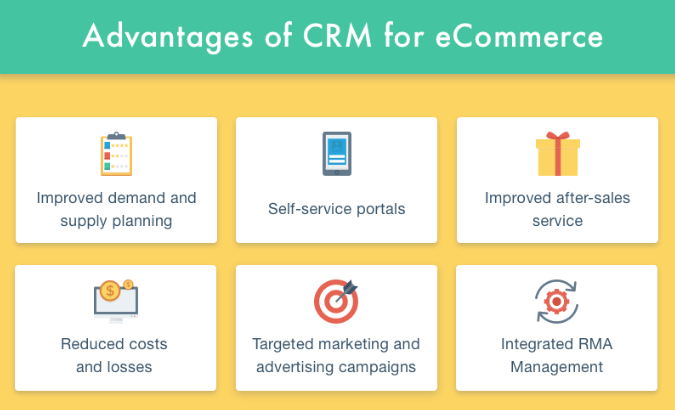 Advantages of CRM for eCommerce
Improved demand and
supply planning
Self-service portals
Improved after-sales
service
Reduced costs
and losses
Targeted marketing and
advertising campaigns
Integrated RMA
Management